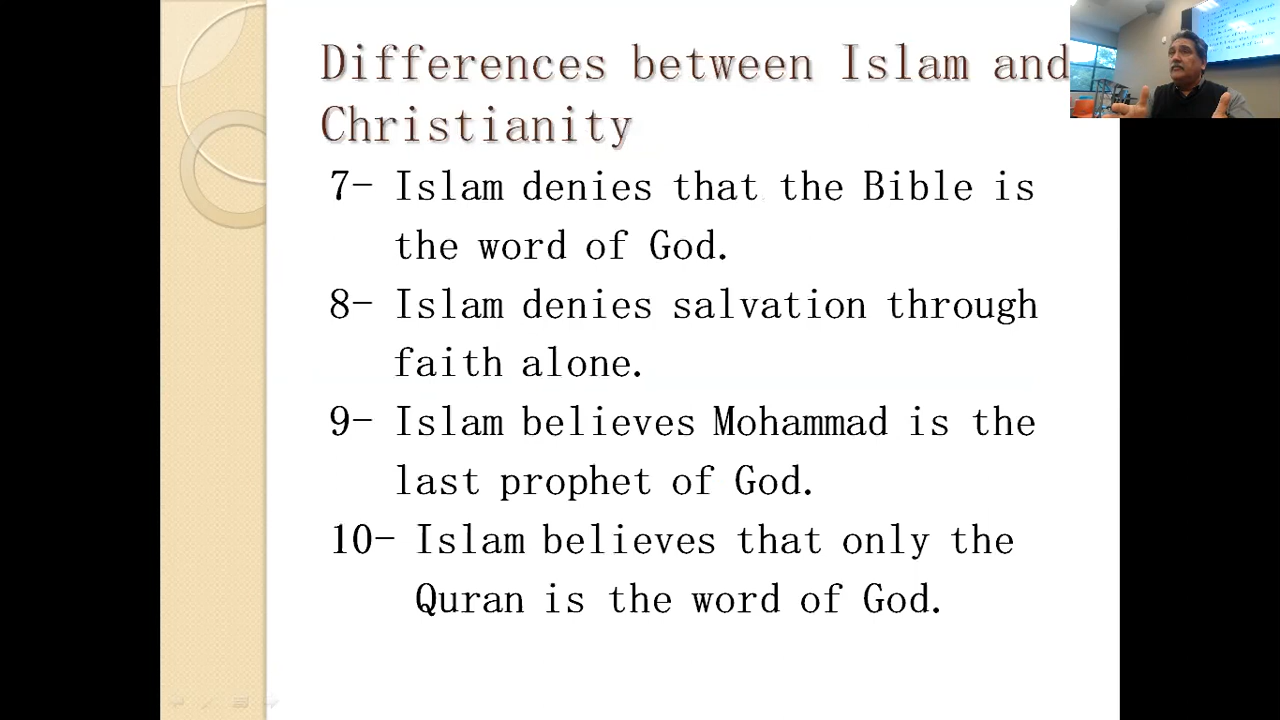 Differences between Islam and
Christianity
7- Islam denies that the Bible is
the word of God.
8- Islam denies salvation through
faith alone.
9- Islam believes Mohammad is the
last prophet of God.
10- Islam believes that only the
Quran is the word of God.